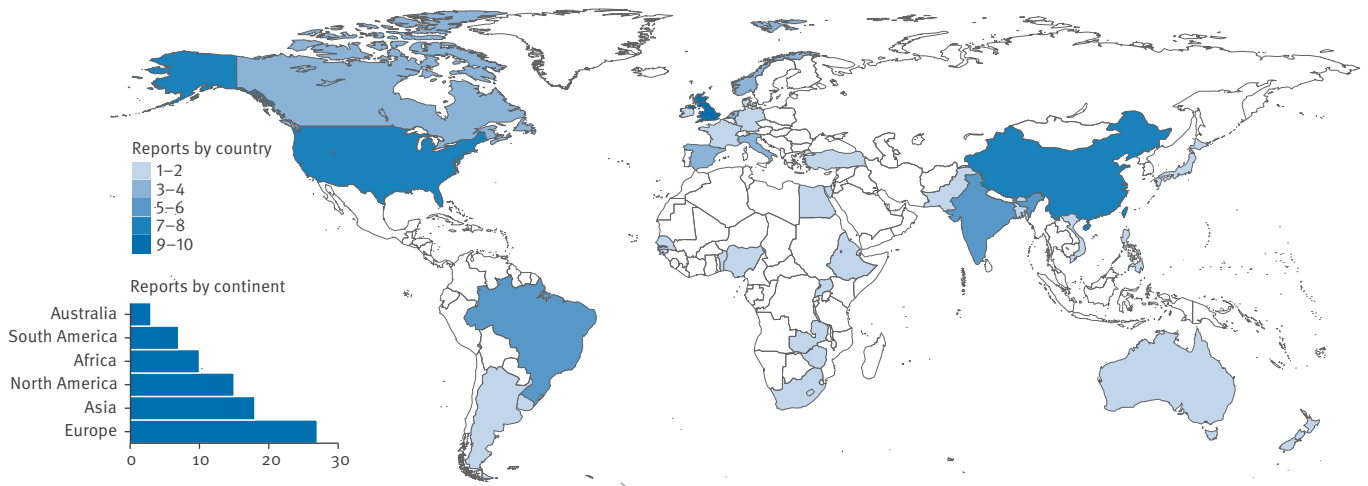 Reports by country
1–2
3–4
5–6
7–8
9–10
Reports by continent
Australia
South America
Africa
North America
Asia
Europe
0 10 20 30